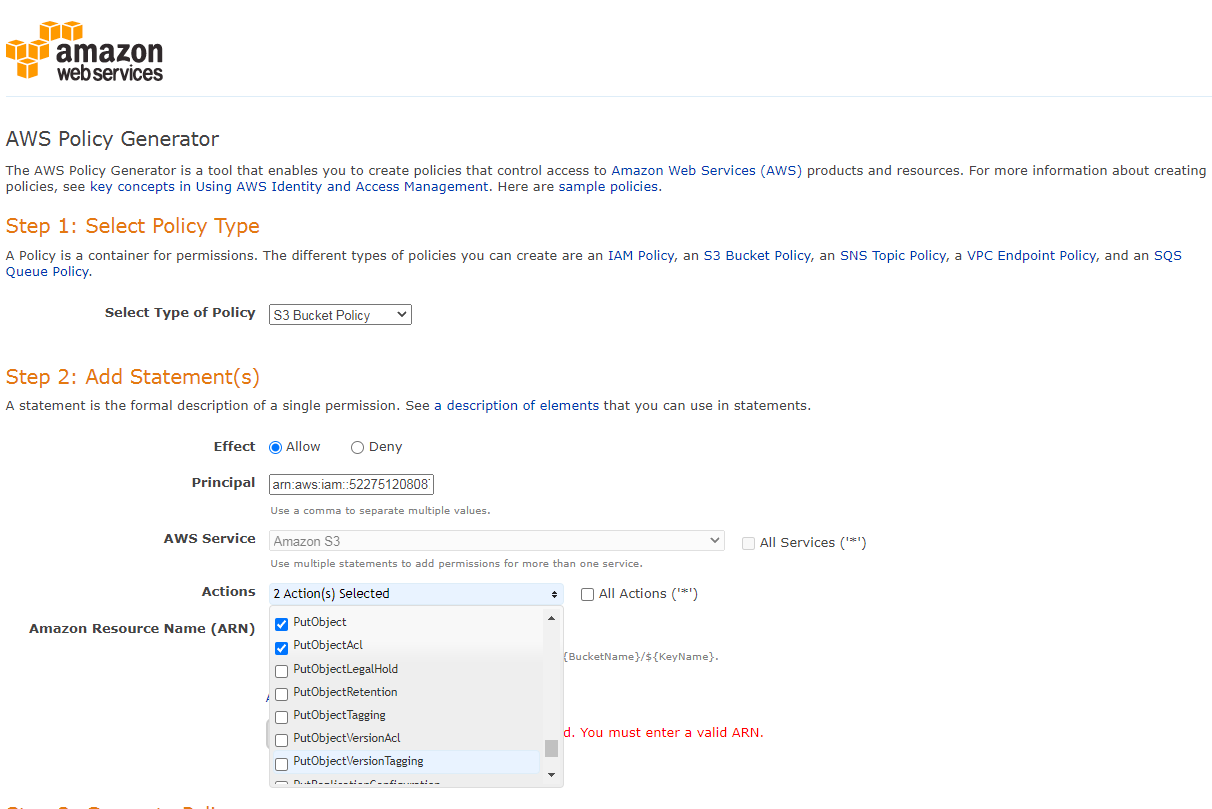 amazon
web services
AWS Policy Generator
The AWS Policy Generator is a tool that enables you to create policies that control access to Amazon Web Services (AWS) products and resources. For more information about creating
policies, see key concepts in Using AWS Identity and Access Management. Here are sample policies.
Step 1: Select Policy Type
A Policy is a container for permissions. The different types of policies you can create are an IAM Policy, an S3 Bucket Policy, an SNS Topic Policy, a VPC Endpoint Policy, and an SQS
Queue Policy.
Select Type of Policy S3 Bucket Policy
Step 2: Add Statement(s)
A statement is the formal description of a single permission. See a description of elements that you can use in statements.
Effect Allow Deny
Principal arn:aws:iam::522751208087
Use a comma to separate multiple values.
AWS Service Amazon S3 All Services ('*')
Use multiple statements to add permissions for more than one service.
Actions 2 Action(s) Selected All Actions ('*')
PutObject
Amazon Resource Name (ARN)
PutObjectAcl
{BucketName}/${KeyName}.
PutObjectLegalHold
PutObjectRetention
PutObjectTagging
d. You must enter a valid ARN.
PutObjectVersionAcl
PutObjectVersionTagging
PutReplicationConfiguration